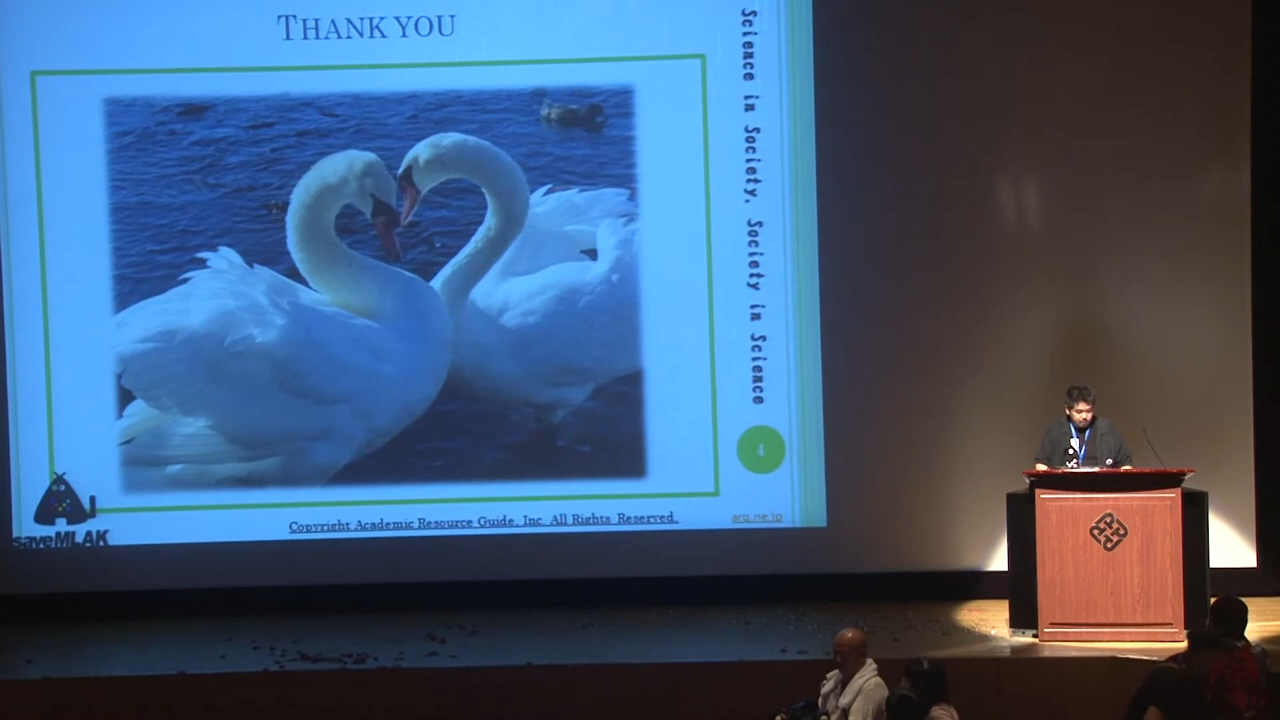 THANK YOU
Science in Society, Society in Science
4
saveMLAK
Copyright Academic Resource Guide, Inc. All Rights Reserved.
arg.ne.jp